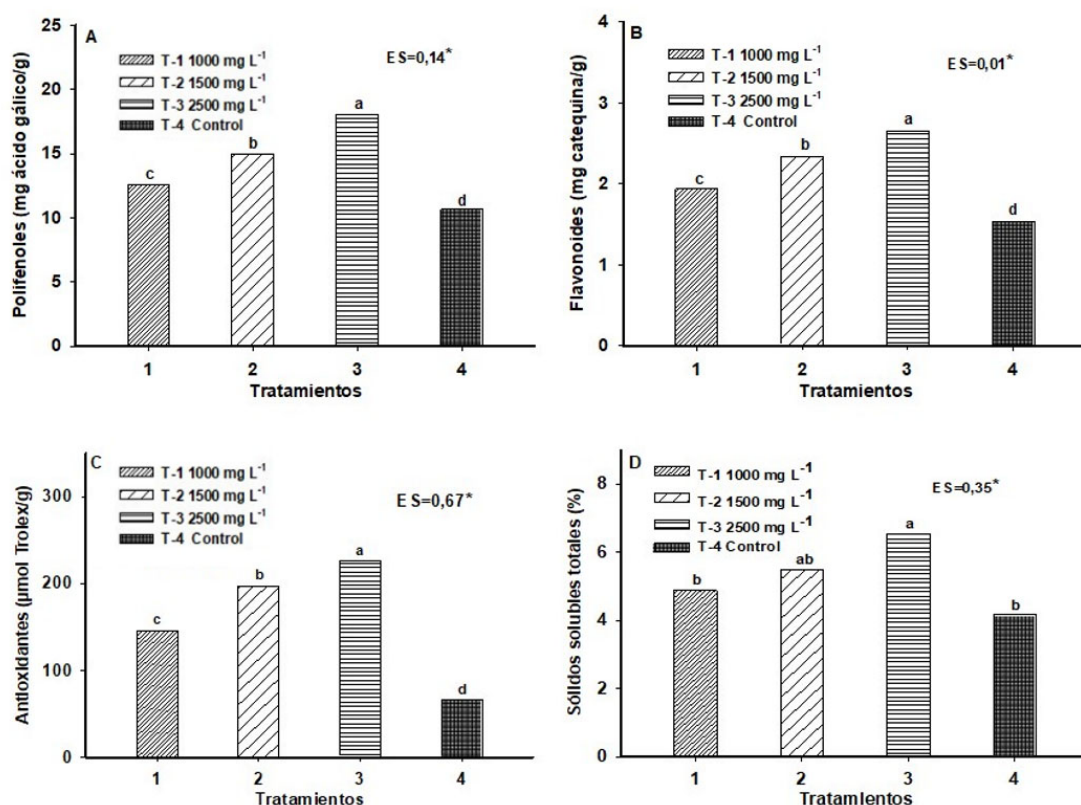 A
T-1 1000 mg L-1
T-2 1500 mg L-1
T-3 2500 mg L-1
T-4 Control
ES=0,14*
Polifenoles (mg ácido gálico/g)
25
20
15
10
5
0
c
b
a
d
1 2 3 4
Tratamientos
B
T-1 1000 mg L-1
T-2 1500 mg L-1
T-3 2500 mg L-1
T-4 Control
ES=0,01*
Flavonoides (mg catequina/g)
4
3
2
1
0
c
b
a
d
1 2 3 4
Tratamientos
C
T-1 1000 mg L-1
T-2 1500 mg L-1
T-3 2500 mg L-1
T-4 Control
ES=0,67*
Antioxidantes (µmol Trolex/g)
300
200
100
0
c
b
a
d
1 2 3 4
Tratamientos
D
T-1 1000 mg L-1
T-2 1500 mg L-1
T-3 2500 mg L-1
T-4 Control
ES=0,35*
Sólidos solubles totales (%)
8
6
4
2
0
b
ab
a
b
1 2 3 4
Tratamientos